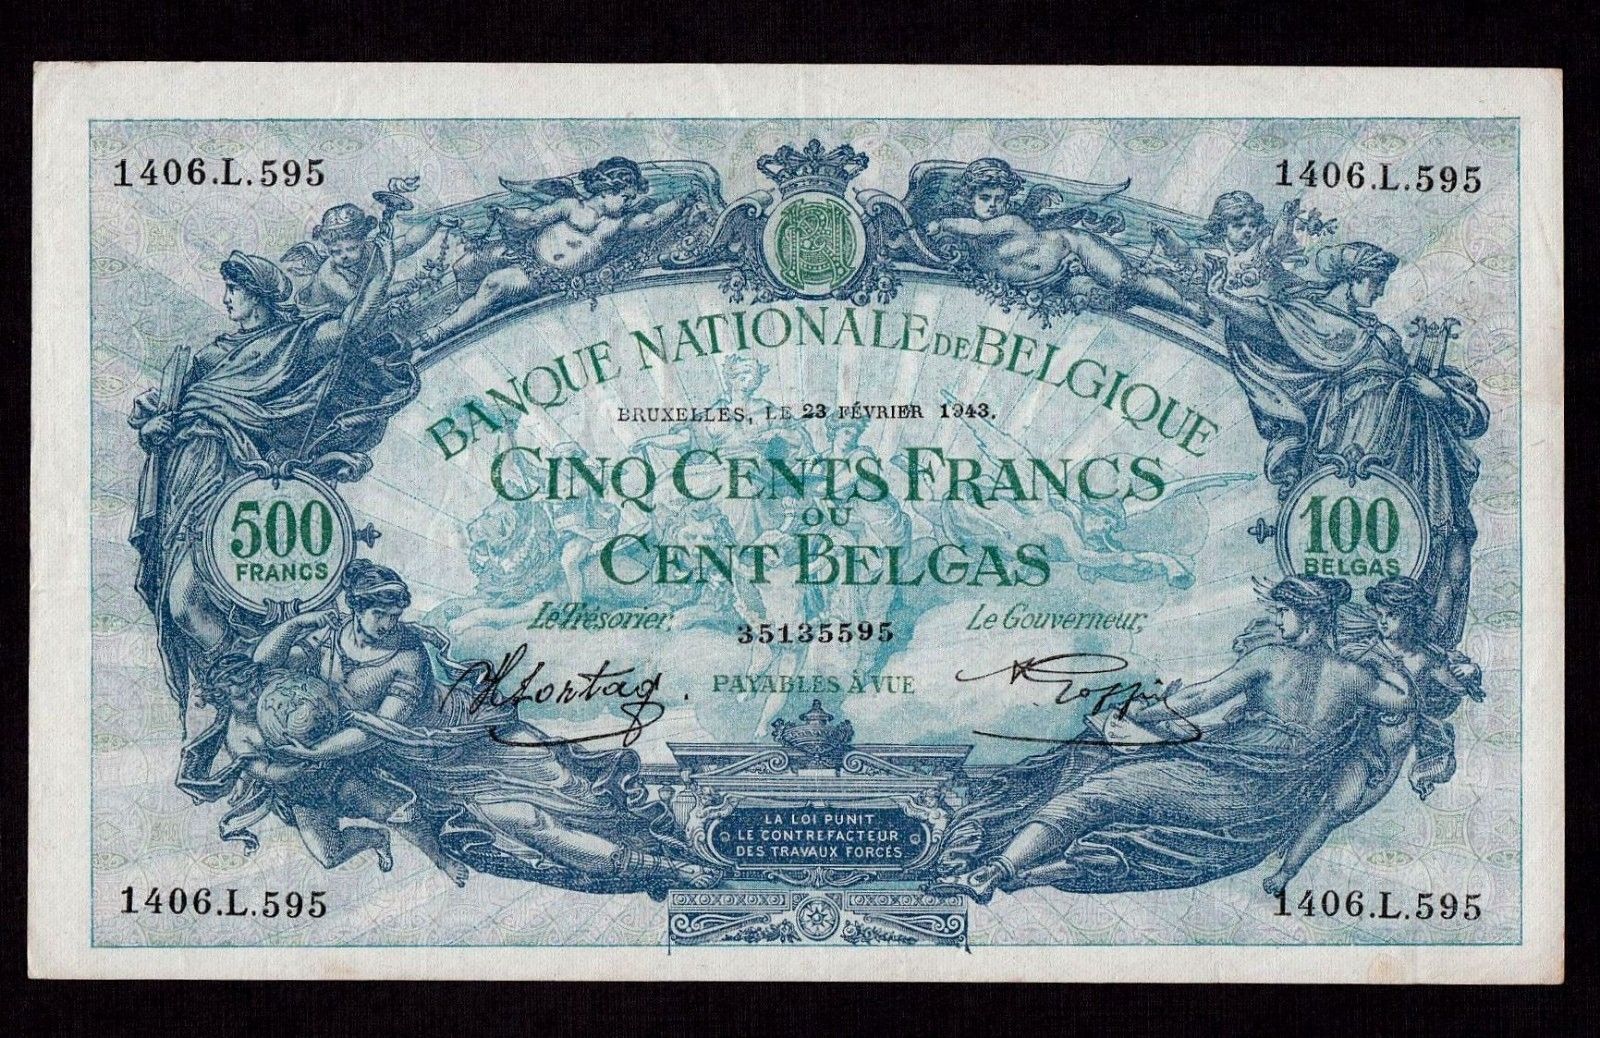 1406.L.595
1406.L.595
BANQUE NATIONALE DE BELGIQUE
BRUXELLES, LE 23 FÉVRIER 1943.
CINQ CENTS FRANCS
OU
CENT BELGAS
500
FRANCS
100
BELGAS
Le Trésorier,
Le Gouverneur,
35135595
PAYABLES À VUE
LA LOI PUNIT
LE CONTREFACTEUR
DES TRAVAUX FORCÉS
1406.L.595
1406.L.595